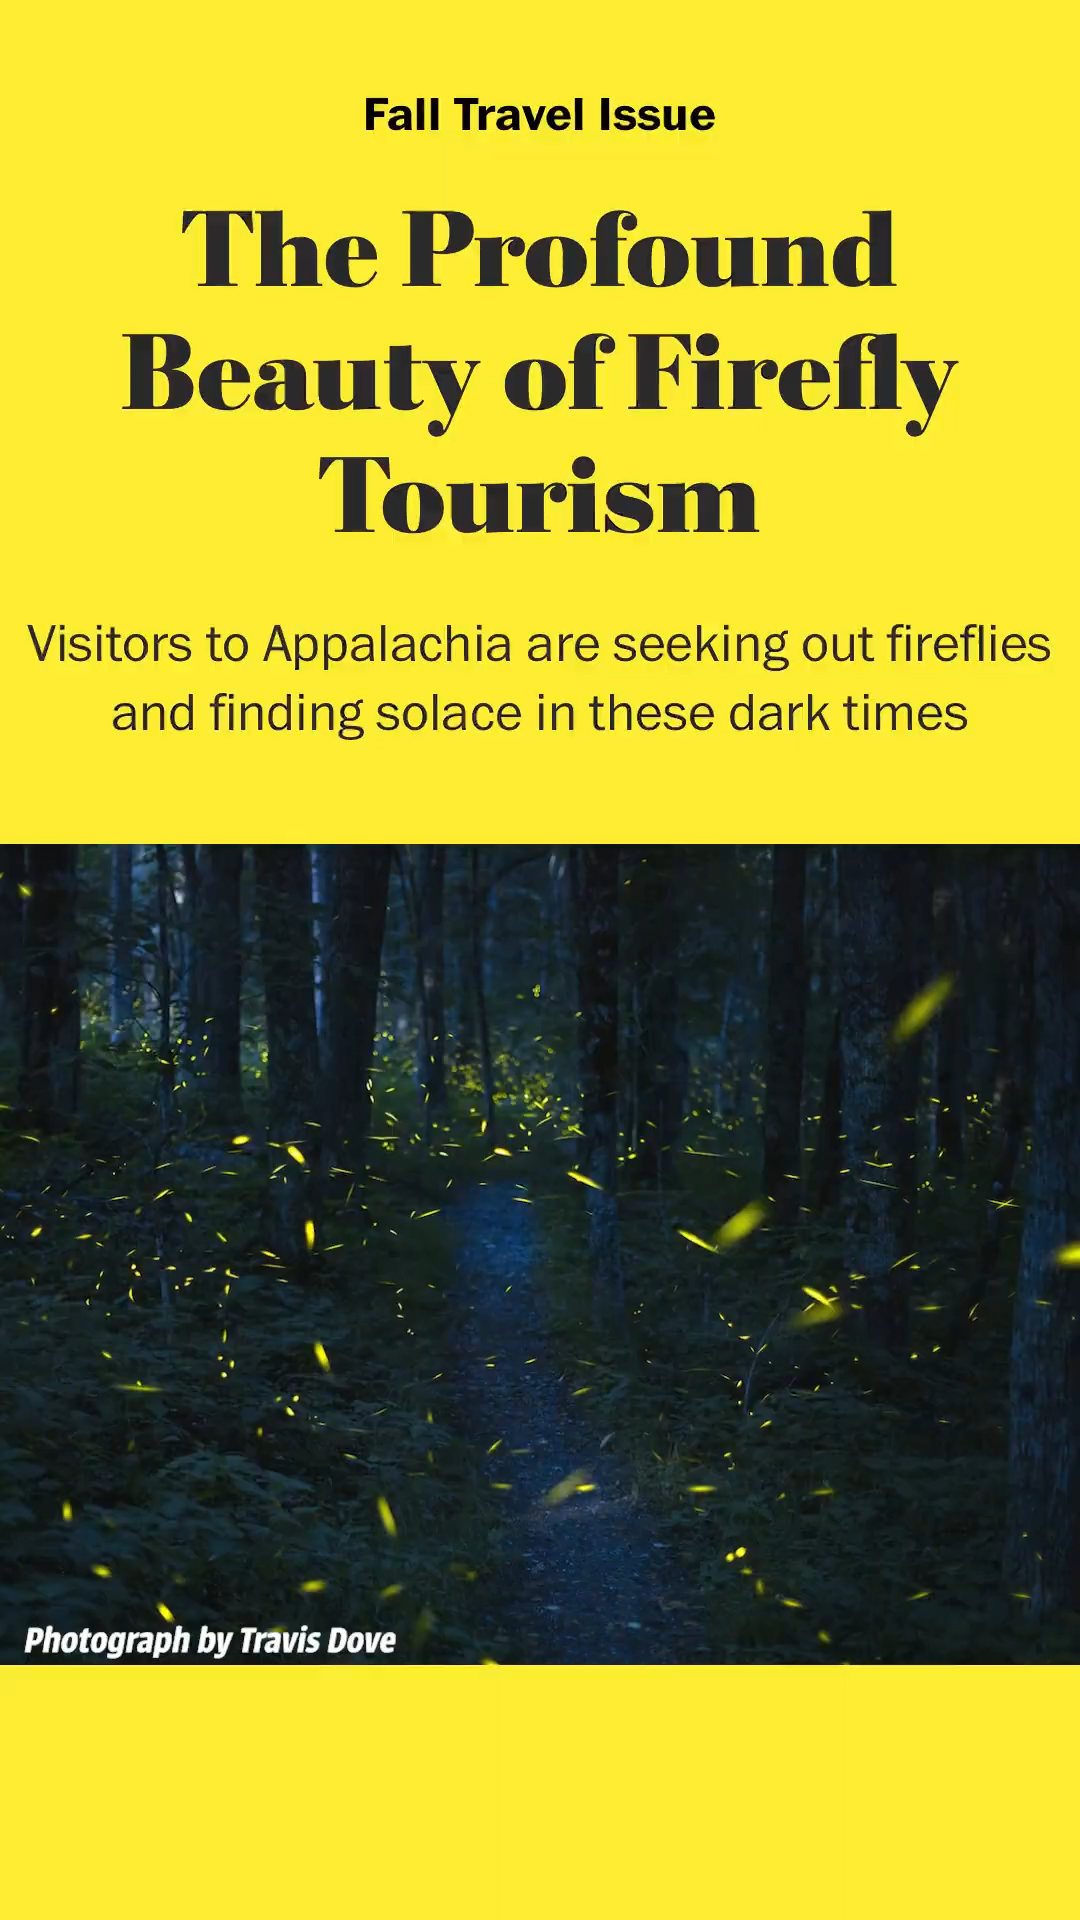 Fall Travel Issue
The Profound
Beauty of Firefly
Tourism
Visitors to Appalachia are seeking out fireflies
and finding solace in these dark times
Photograph by Travis Dove